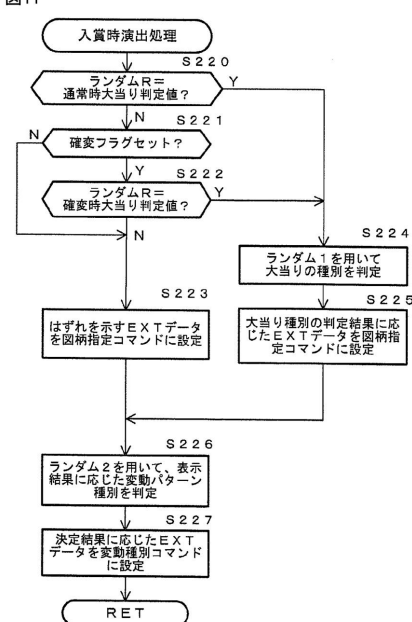 入賞時演出処理
S220
ランダムR=
通常時大当り判定値?
Y
N
S221
N
確変フラグセット?
Y
S222
ランダムR=
確変時大当り判定値?
Y
N
S224
ランダム1を用いて
大当りの種別を判定
S223
はずれを示すEXTデータ
を図柄指定コマンドに設定
S225
大当り種別の判定結果に応
じたEXTデータを図柄指
定コマンドに設定
S226
ランダム2を用いて、表示
結果に応じた変動パターン
種別を判定
S227
決定結果に応じたEXT
データを変動種別コマンド
に設定
RET